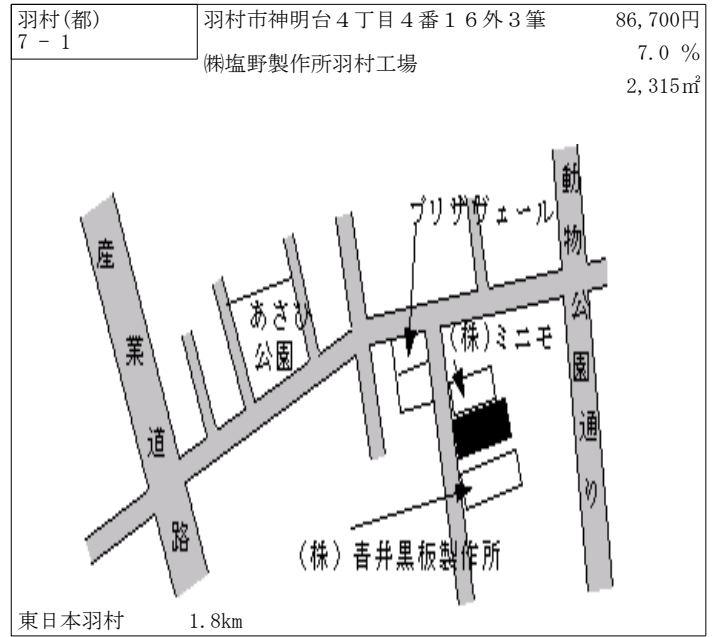 羽村(都)
7 - 1
羽村市神明台４丁目４番１６外３筆
86,700円
㈱塩野製作所羽村工場
7.0 %
2,315㎡
動物公園通り
プリザヴェール
産業道路
あさひ
公園
(株)ミニモ
(株)青井黒板製作所
東日本羽村
1.8km